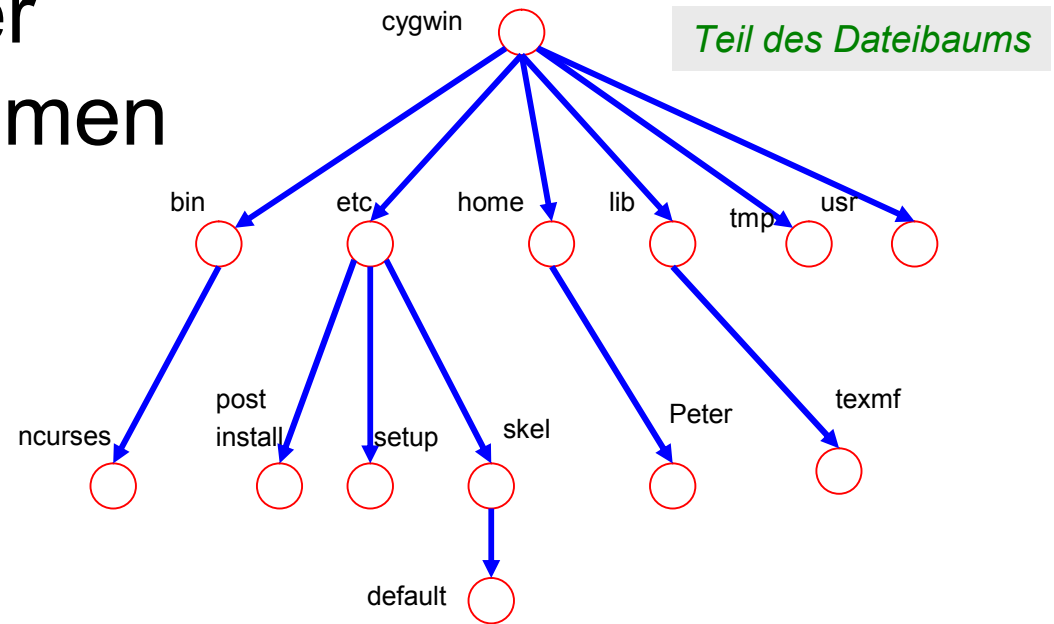 er
men
cygwin
Teil des Dateibaums
bin
etc
home
lib
tmp
usr
ncurses
post
install
setup
skel
Peter
texmf
default